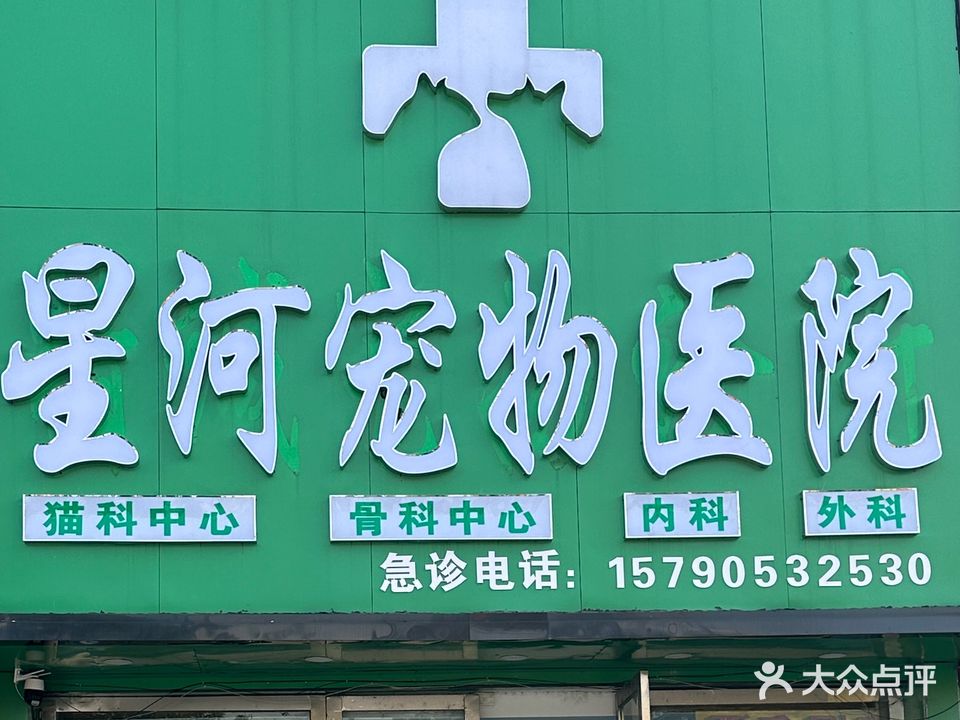 星河宠物医院
猫科中心 骨科中心 内科 外科
急诊电话：15790532530
大众点评